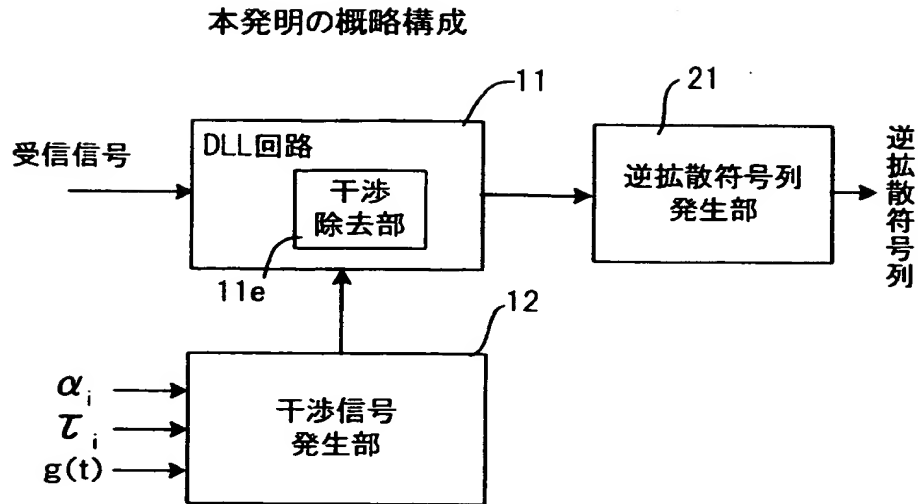 本発明の概略構成
11
21
受信信号
DLL回路
干渉
除去部
11e
逆拡散符号列
発生部
逆拡散符号列
12
αi
τi
g(t)
干渉信号
発生部